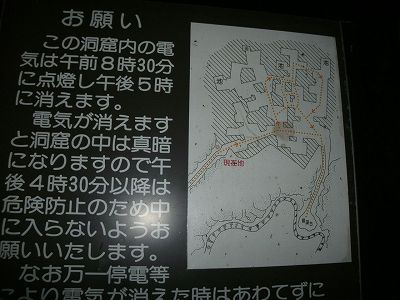 お願い
この洞窟内の電
気は午前8時30分
に点燈し午後5時
に消えます。
電気が消えます
と洞窟の中は真暗
になりますので午
後4時30分以降は
危険防止のため中
に入らないようお
願いいたします。
なお万一停電等
により電気が消えた時はあわてずに
現在地